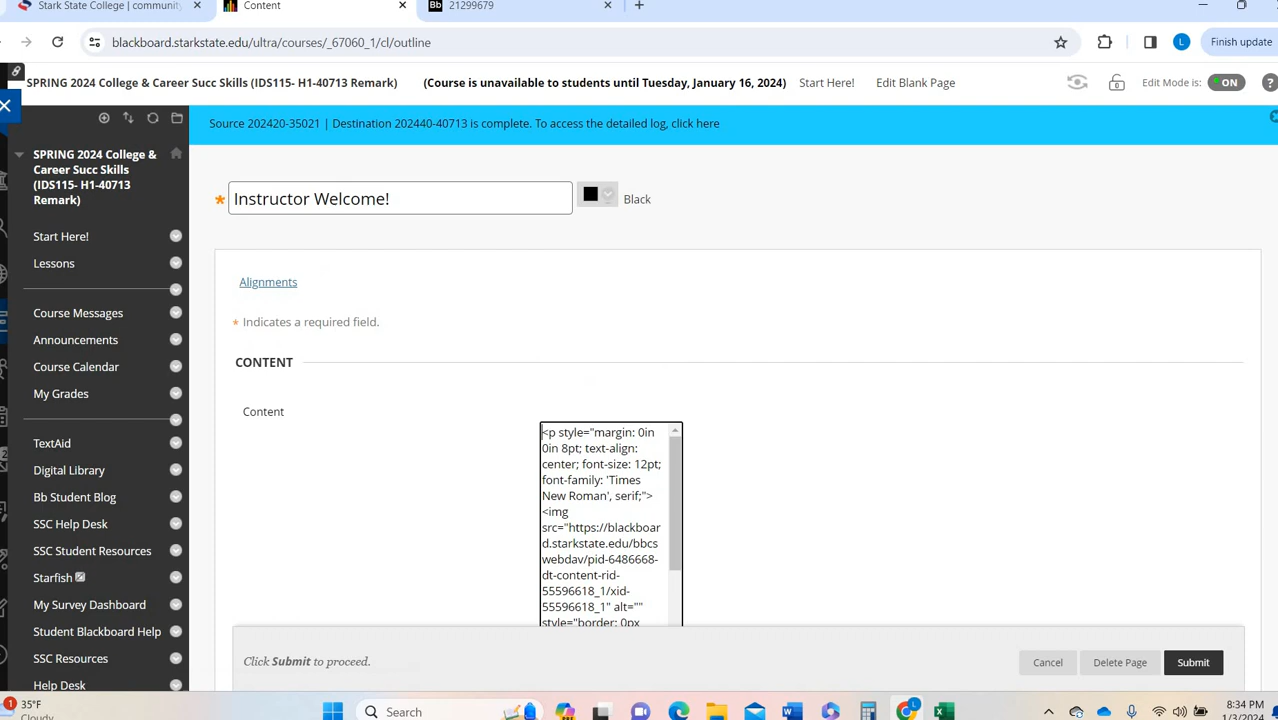 Stark State College | communit
Content
Bb 21299679
blackboard.starkstate.edu/ultra/courses/_67060_1/cl/outline
L
Finish update
SPRING 2024 College & Career Succ Skills (IDS115- H1-40713 Remark)
(Course is unavailable to students until Tuesday, January 16, 2024)
Start Here!
Edit Blank Page
Edit Mode is:
ON
?
Source 202420-35021 | Destination 202440-40713 is complete. To access the detailed log, click here
SPRING 2024 College &
Career Succ Skills
(IDS115- H1-40713
Remark)
Start Here!
Lessons
Course Messages
Announcements
Course Calendar
My Grades
TextAid
Digital Library
Bb Student Blog
SSC Help Desk
SSC Student Resources
Starfish
My Survey Dashboard
Student Blackboard Help
SSC Resources
Help Desk
* Instructor Welcome!
Black
Alignments
* Indicates a required field.
CONTENT
Content
<p style="margin: 0in
0in 8pt; text-align:
center; font-size: 12pt;
font-family: 'Times
New Roman', serif;">
<img
src="https://blackboar
d.starkstate.edu/bbcs
webdav/pid-6486668-
dt-content-rid-
55596618_1/xid-
55596618_1" alt=""
style="border: 0px
Click Submit to proceed.
Cancel
Delete Page
Submit
1
35°F
Cloudy
Search
L
8:34 PM
1/3/2024